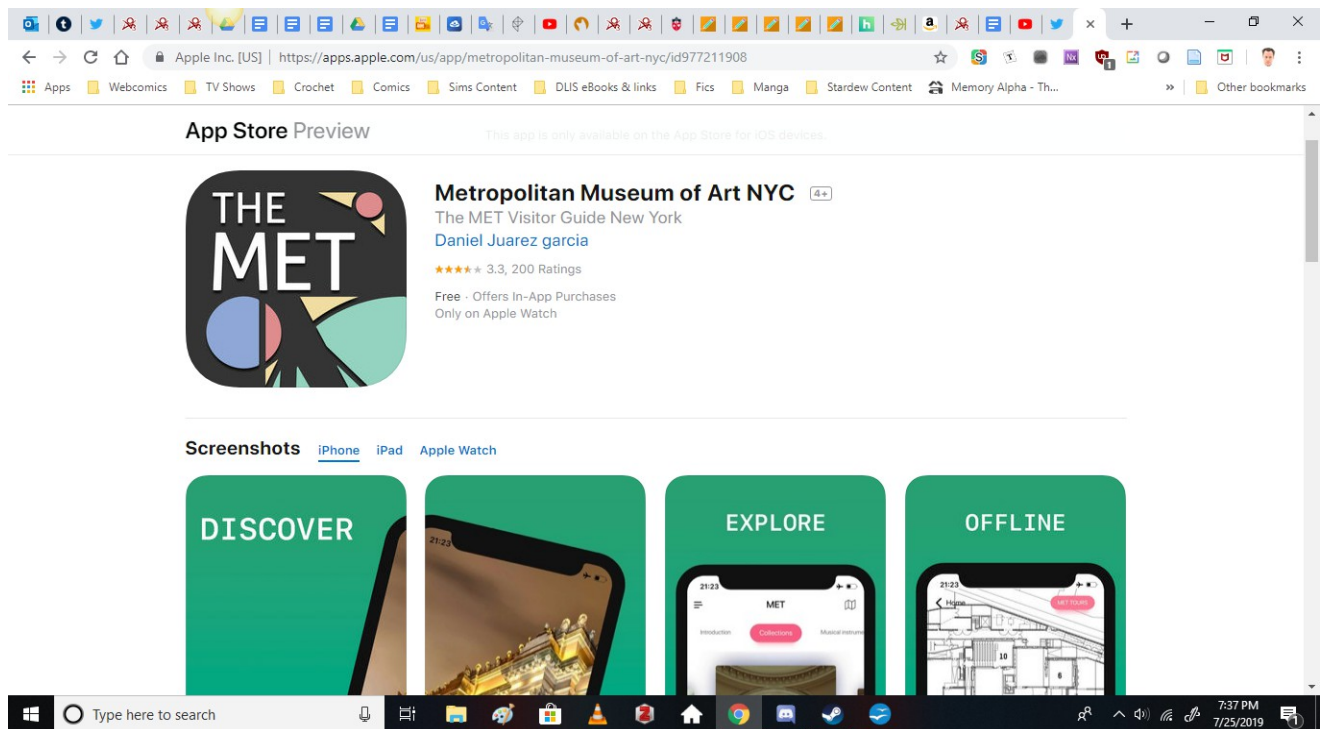 Apple Inc. [US] | https://apps.apple.com/us/app/metropolitan-museum-of-art-nyc/id977211908
1
Apps Webcomics TV Shows Crochet Comics Sims Content DLIS eBooks & links Fics Manga Stardew Content Memory Alpha - Th... » Other bookmarks
App Store Preview
This app is only available on the App Store for iOS devices.
THE
MET
Metropolitan Museum of Art NYC 4+
The MET Visitor Guide New York
Daniel Juarez garcia
★★★★★ 3.3, 200 Ratings
Free · Offers In-App Purchases
Only on Apple Watch
Screenshots iPhone iPad Apple Watch
DISCOVER
21:23
EXPLORE
21:23
MET
Introduction Collections Musical instrume
OFFLINE
21:23
Home MET TOURS
10
6
Type here to search
7:37 PM
7/25/2019
1